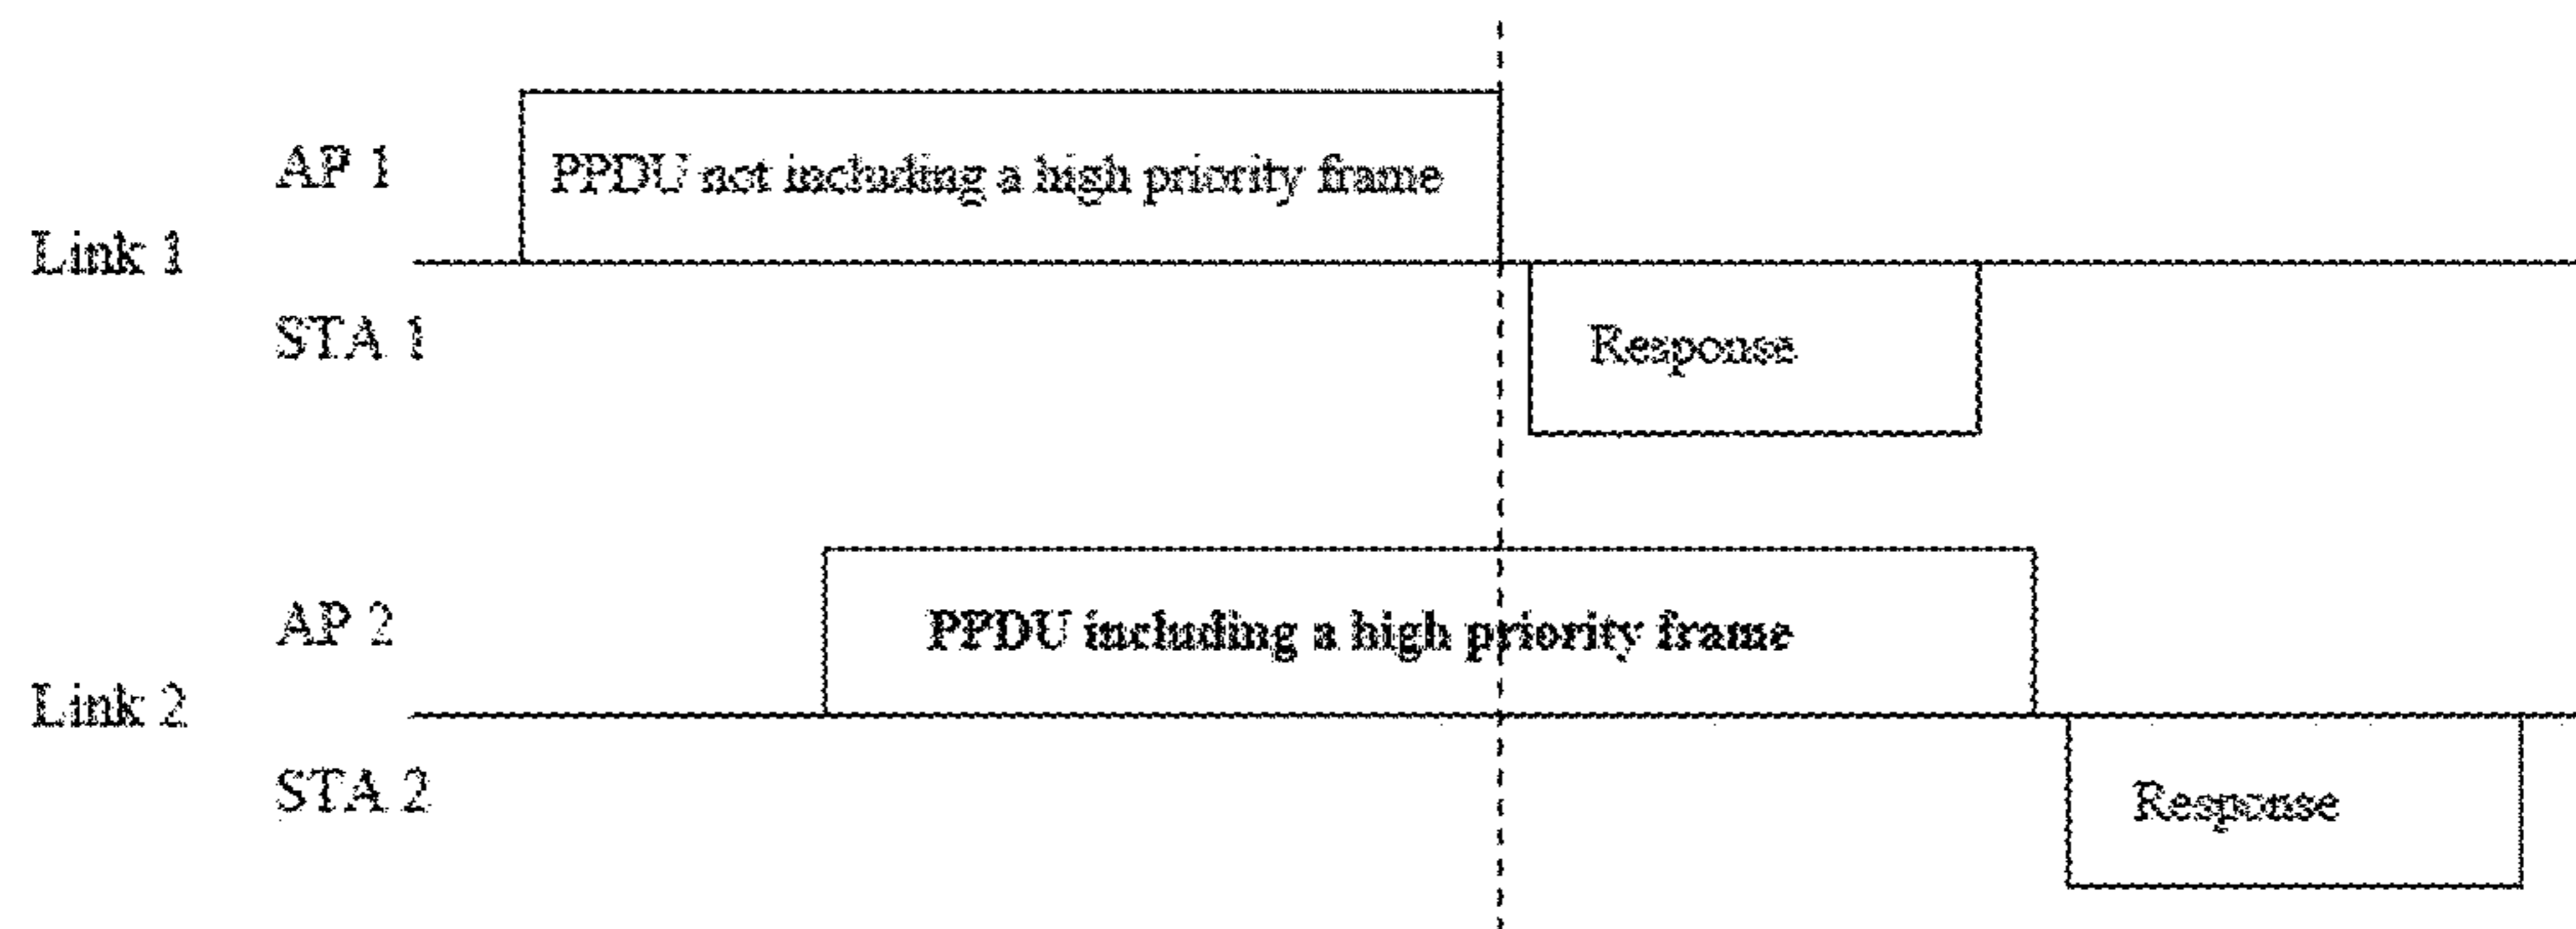 AP 1
PPDU not including a high priority frame
Link 1
STA 1
Response
AP 2
PPDU including a high priority frame
Link 2
STA 2
Response